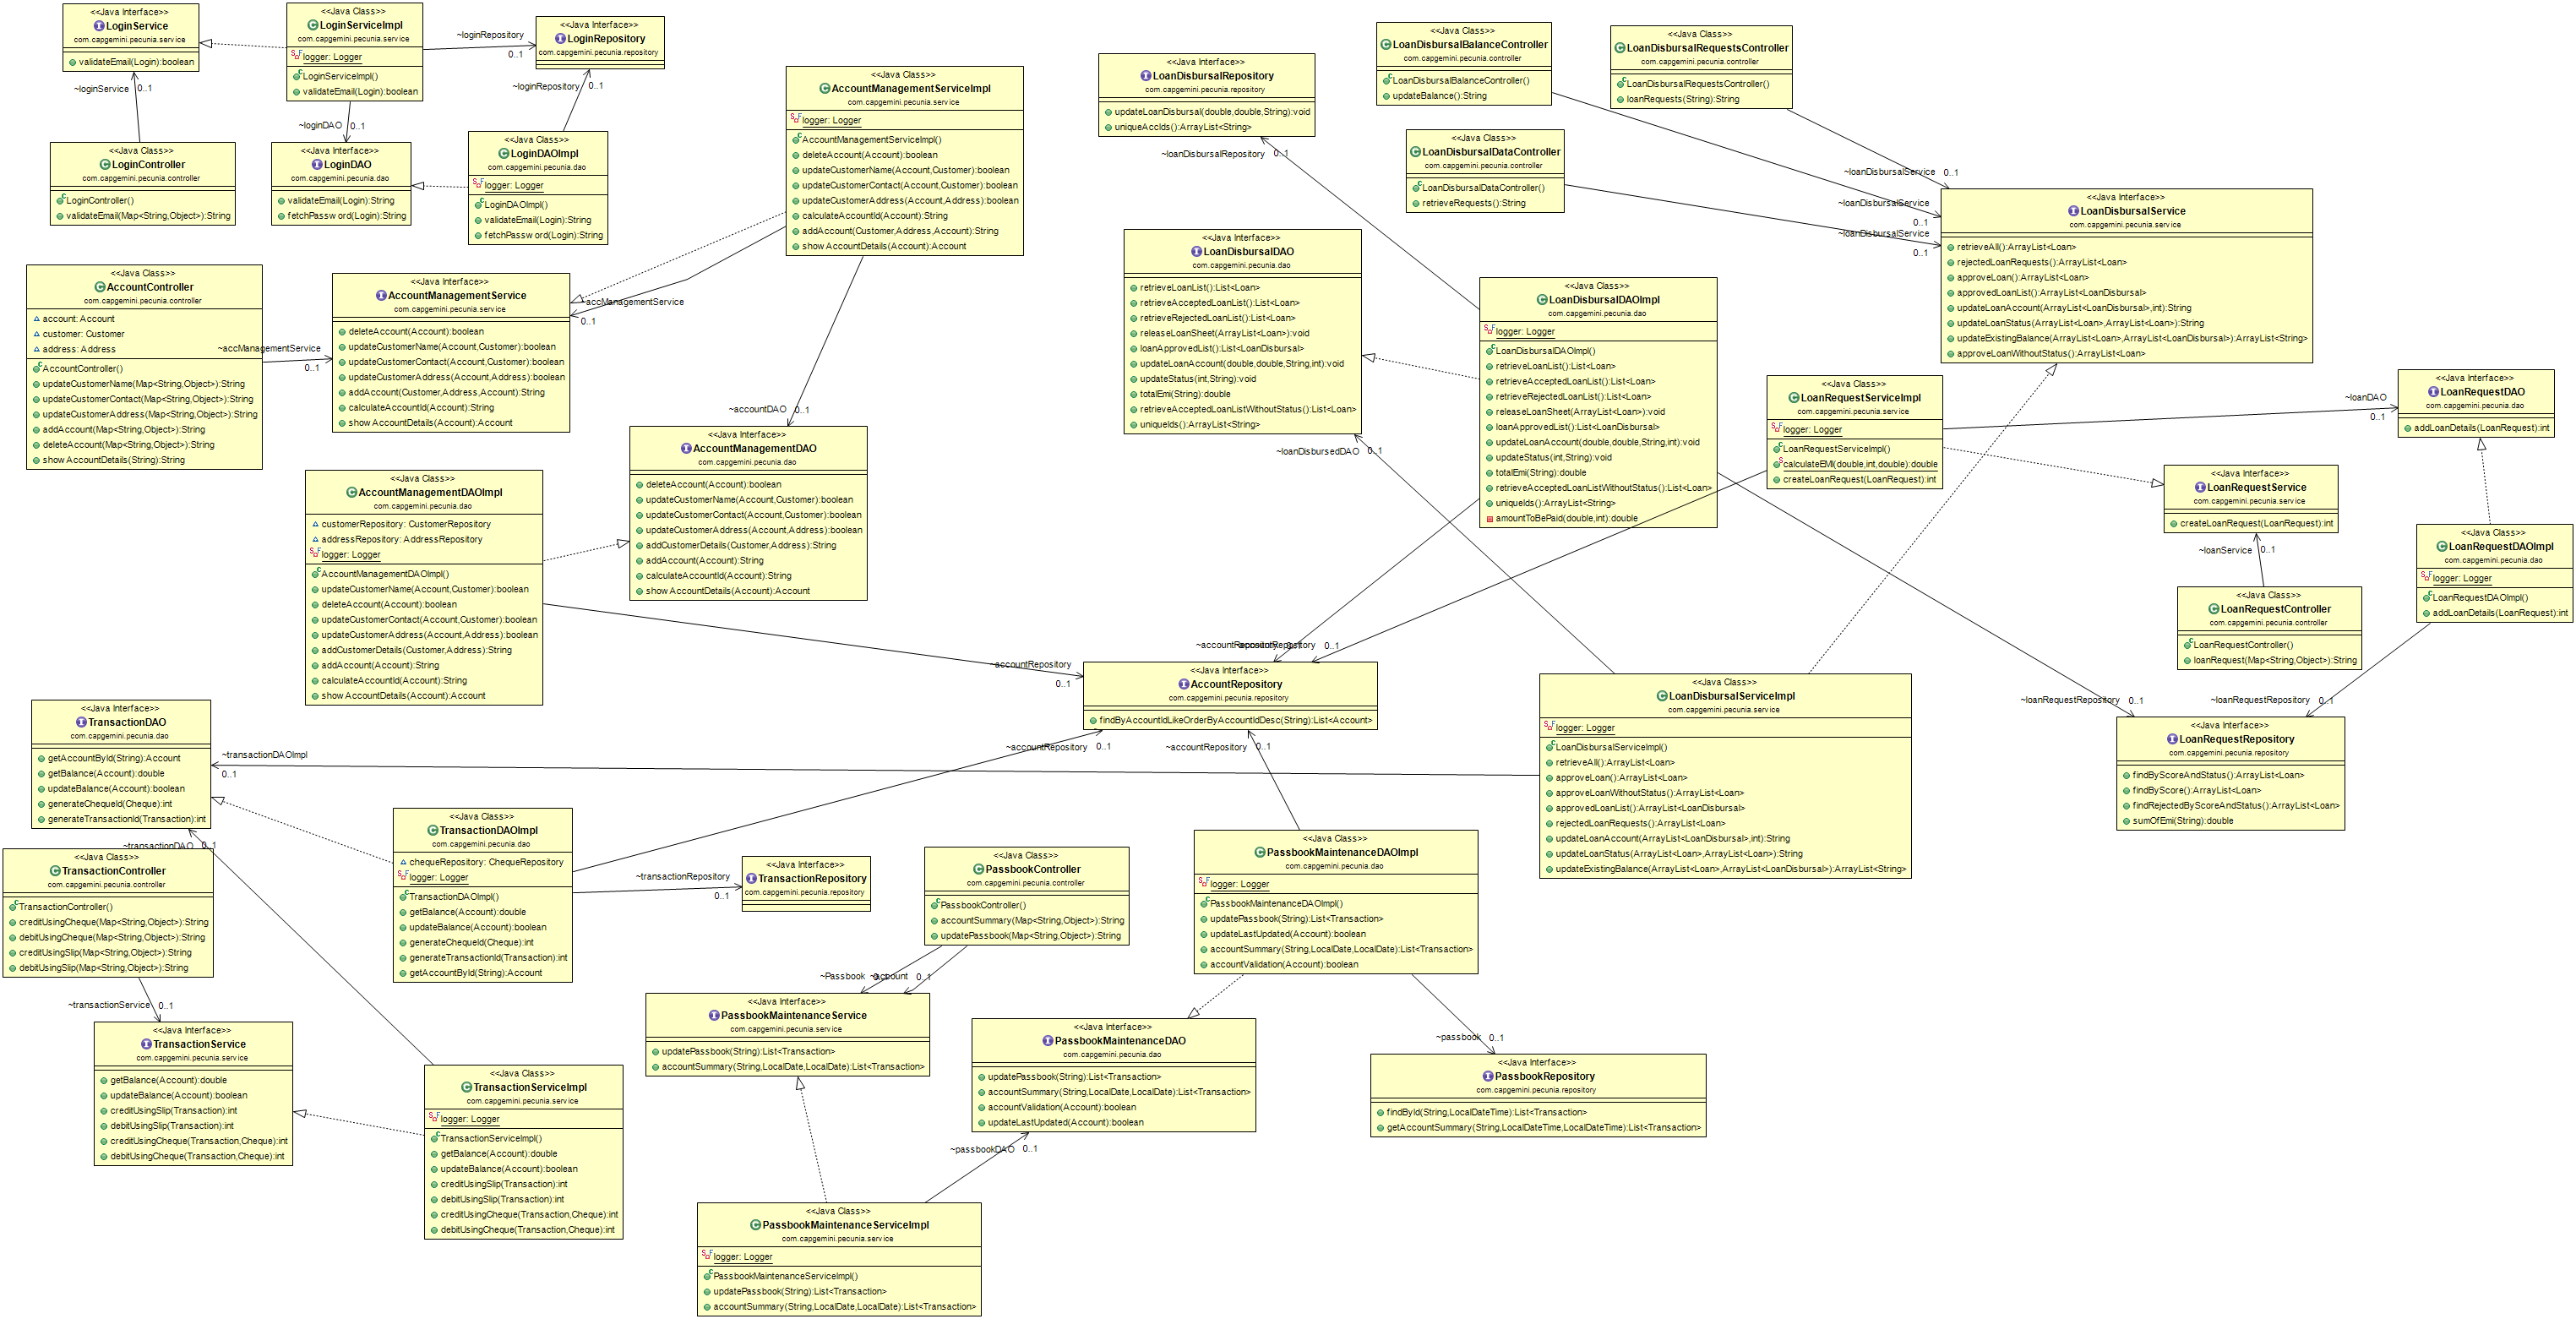 <<Java Interface>>
LoginService
com.capgemini.pecunia.service
validateEmail(Login):boolean
<<Java Class>>
LoginServiceImpl
com.capgemini.pecunia.service
logger: Logger
LoginServiceImpl()
validateEmail(Login):boolean
~loginRepository
0..1
<<Java Interface>>
LoginRepository
com.capgemini.pecunia.repository
~loginService 0..1
~loginDAO 0..1
~loginRepository 0..1
<<Java Class>>
LoginController
com.capgemini.pecunia.controller
LoginController()
validateEmail(Map<String,Object>):String
<<Java Interface>>
LoginDAO
com.capgemini.pecunia.dao
validateEmail(Login):String
fetchPassword(Login):String
<<Java Class>>
LoginDAOImpl
com.capgemini.pecunia.dao
logger: Logger
LoginDAOImpl()
validateEmail(Login):String
fetchPassword(Login):String
<<Java Class>>
AccountManagementServiceImpl
com.capgemini.pecunia.service
logger: Logger
AccountManagementServiceImpl()
deleteAccount(Account):boolean
updateCustomerName(Account,Customer):boolean
updateCustomerContact(Account,Customer):boolean
updateCustomerAddress(Account,Address):boolean
calculateAccountId(Account):String
addAccount(Customer,Address,Account):String
showAccountDetails(Account):Account
<<Java Class>>
AccountController
com.capgemini.pecunia.controller
account: Account
customer: Customer
address: Address
AccountController()
updateCustomerName(Map<String,Object>):String
updateCustomerContact(Map<String,Object>):String
updateCustomerAddress(Map<String,Object>):String
addAccount(Map<String,Object>):String
deleteAccount(Map<String,Object>):String
showAccountDetails(String):String
~accManagementService
0..1
<<Java Interface>>
AccountManagementService
com.capgemini.pecunia.service
deleteAccount(Account):boolean
updateCustomerName(Account,Customer):boolean
updateCustomerContact(Account,Customer):boolean
updateCustomerAddress(Account,Address):boolean
addAccount(Customer,Address,Account):String
calculateAccountId(Account):String
showAccountDetails(Account):Account
~accManagementService
0..1
~accountDAO 0..1
<<Java Interface>>
AccountManagementDAO
com.capgemini.pecunia.dao
deleteAccount(Account):boolean
updateCustomerName(Account,Customer):boolean
updateCustomerContact(Account,Customer):boolean
updateCustomerAddress(Account,Address):boolean
addCustomerDetails(Customer,Address):String
addAccount(Account):String
calculateAccountId(Account):String
showAccountDetails(Account):Account
<<Java Class>>
AccountManagementDAOImpl
com.capgemini.pecunia.dao
customerRepository: CustomerRepository
addressRepository: AddressRepository
logger: Logger
AccountManagementDAOImpl()
updateCustomerName(Account,Customer):boolean
deleteAccount(Account):boolean
updateCustomerContact(Account,Customer):boolean
updateCustomerAddress(Account,Address):boolean
addCustomerDetails(Customer,Address):String
addAccount(Account):String
calculateAccountId(Account):String
showAccountDetails(Account):Account
<<Java Interface>>
LoanDisbursalRepository
com.capgemini.pecunia.repository
updateLoanDisbursal(double,double,String):void
uniqueAccIds():ArrayList<String>
~loanDisbursalRepository 0..1
<<Java Class>>
LoanDisbursalBalanceController
com.capgemini.pecunia.controller
LoanDisbursalBalanceController()
updateBalance():String
<<Java Class>>
LoanDisbursalRequestsController
com.capgemini.pecunia.controller
LoanDisbursalRequestsController()
loanRequests(String):String
<<Java Class>>
LoanDisbursalDataController
com.capgemini.pecunia.controller
LoanDisbursalDataController()
retrieveRequests():String
~loanDisbursalService 0..1
~loanDisbursalService
0..1
~loanDisbursalService
0..1
<<Java Interface>>
LoanDisbursalService
com.capgemini.pecunia.service
retrieveAll():ArrayList<Loan>
rejectedLoanRequests():ArrayList<Loan>
approveLoan():ArrayList<Loan>
approvedLoanList():ArrayList<LoanDisbursal>
updateLoanAccount(ArrayList<LoanDisbursal>,int):String
updateLoanStatus(ArrayList<Loan>,ArrayList<Loan>):String
updateExistingBalance(ArrayList<Loan>,ArrayList<LoanDisbursal>):ArrayList<String>
approveLoanWithoutStatus():ArrayList<Loan>
<<Java Interface>>
LoanDisbursalDAO
com.capgemini.pecunia.dao
retrieveLoanList():List<Loan>
retrieveAcceptedLoanList():List<Loan>
retrieveRejectedLoanList():List<Loan>
releaseLoanSheet(ArrayList<Loan>):void
loanApprovedList():List<LoanDisbursal>
updateLoanAccount(double,double,String,int):void
updateStatus(int,String):void
totalEmi(String):double
retrieveAcceptedLoanListWithoutStatus():List<Loan>
uniqueIds():ArrayList<String>
~loanDisbursedDAO 0..1
<<Java Class>>
LoanDisbursalDAOImpl
com.capgemini.pecunia.dao
logger: Logger
LoanDisbursalDAOImpl()
retrieveLoanList():List<Loan>
retrieveAcceptedLoanList():List<Loan>
retrieveRejectedLoanList():List<Loan>
releaseLoanSheet(ArrayList<Loan>):void
loanApprovedList():List<LoanDisbursal>
updateLoanAccount(double,double,String,int):void
updateStatus(int,String):void
totalEmi(String):double
retrieveAcceptedLoanListWithoutStatus():List<Loan>
uniqueIds():ArrayList<String>
amountToBePaid(double,int):double
<<Java Class>>
LoanRequestServiceImpl
com.capgemini.pecunia.service
logger: Logger
LoanRequestServiceImpl()
calculateEMI(double,int,double):double
createLoanRequest(LoanRequest):int
~loanDAO
0..1
<<Java Interface>>
LoanRequestDAO
com.capgemini.pecunia.dao
addLoanDetails(LoanRequest):int
<<Java Interface>>
LoanRequestService
com.capgemini.pecunia.service
createLoanRequest(LoanRequest):int
~loanService 0..1
<<Java Class>>
LoanRequestController
com.capgemini.pecunia.controller
LoanRequestController()
loanRequest(Map<String,Object>):String
<<Java Class>>
LoanRequestDAOImpl
com.capgemini.pecunia.dao
logger: Logger
LoanRequestDAOImpl()
addLoanDetails(LoanRequest):int
~loanRequestRepository 0..1
~loanRequestRepository 0..1
<<Java Interface>>
LoanRequestRepository
com.capgemini.pecunia.repository
findByScoreAndStatus():ArrayList<Loan>
findByScore():ArrayList<Loan>
findRejectedByScoreAndStatus():ArrayList<Loan>
sumOfEmi(String):double
~accountRepository 0..1
~accountRepository 0..1
~accountRepository
0..1
<<Java Interface>>
AccountRepository
com.capgemini.pecunia.repository
findByAccountIdLikeOrderByAccountIdDesc(String):List<Account>
~accountRepository 0..1
~accountRepository 0..1
<<Java Class>>
LoanDisbursalServiceImpl
com.capgemini.pecunia.service
logger: Logger
LoanDisbursalServiceImpl()
retrieveAll():ArrayList<Loan>
approveLoan():ArrayList<Loan>
approveLoanWithoutStatus():ArrayList<Loan>
approvedLoanList():ArrayList<LoanDisbursal>
rejectedLoanRequests():ArrayList<Loan>
updateLoanAccount(ArrayList<LoanDisbursal>,int):String
updateLoanStatus(ArrayList<Loan>,ArrayList<Loan>):String
updateExistingBalance(ArrayList<Loan>,ArrayList<LoanDisbursal>):ArrayList<String>
<<Java Interface>>
TransactionDAO
com.capgemini.pecunia.dao
getAccountById(String):Account
getBalance(Account):double
updateBalance(Account):boolean
generateChequeId(Cheque):int
generateTransactionId(Transaction):int
~transactionDAOImpl
0..1
~transactionDAO 0..1
<<Java Class>>
TransactionController
com.capgemini.pecunia.controller
TransactionController()
creditUsingCheque(Map<String,Object>):String
debitUsingCheque(Map<String,Object>):String
creditUsingSlip(Map<String,Object>):String
debitUsingSlip(Map<String,Object>):String
~transactionService 0..1
<<Java Class>>
TransactionDAOImpl
com.capgemini.pecunia.dao
chequeRepository: ChequeRepository
logger: Logger
TransactionDAOImpl()
getBalance(Account):double
updateBalance(Account):boolean
generateChequeId(Cheque):int
generateTransactionId(Transaction):int
getAccountById(String):Account
~transactionRepository
0..1
<<Java Interface>>
TransactionRepository
com.capgemini.pecunia.repository
<<Java Class>>
PassbookController
com.capgemini.pecunia.controller
PassbookController()
accountSummary(Map<String,Object>):String
updatePassbook(Map<String,Object>):String
~Passbook 0..1
~account 0..1
<<Java Class>>
PassbookMaintenanceDAOImpl
com.capgemini.pecunia.dao
logger: Logger
PassbookMaintenanceDAOImpl()
updatePassbook(String):List<Transaction>
updateLastUpdated(Account):boolean
accountSummary(String,LocalDate,LocalDate):List<Transaction>
accountValidation(Account):boolean
<<Java Interface>>
TransactionService
com.capgemini.pecunia.service
getBalance(Account):double
updateBalance(Account):boolean
creditUsingSlip(Transaction):int
debitUsingSlip(Transaction):int
creditUsingCheque(Transaction,Cheque):int
debitUsingCheque(Transaction,Cheque):int
<<Java Class>>
TransactionServiceImpl
com.capgemini.pecunia.service
logger: Logger
TransactionServiceImpl()
getBalance(Account):double
updateBalance(Account):boolean
creditUsingSlip(Transaction):int
debitUsingSlip(Transaction):int
creditUsingCheque(Transaction,Cheque):int
debitUsingCheque(Transaction,Cheque):int
<<Java Interface>>
PassbookMaintenanceService
com.capgemini.pecunia.service
updatePassbook(String):List<Transaction>
accountSummary(String,LocalDate,LocalDate):List<Transaction>
<<Java Interface>>
PassbookMaintenanceDAO
com.capgemini.pecunia.dao
updatePassbook(String):List<Transaction>
accountSummary(String,LocalDate,LocalDate):List<Transaction>
accountValidation(Account):boolean
updateLastUpdated(Account):boolean
~passbookDAO 0..1
~passbook 0..1
<<Java Interface>>
PassbookRepository
com.capgemini.pecunia.repository
findById(String,LocalDateTime):List<Transaction>
getAccountSummary(String,LocalDateTime,LocalDateTime):List<Transaction>
<<Java Class>>
PassbookMaintenanceServiceImpl
com.capgemini.pecunia.service
logger: Logger
PassbookMaintenanceServiceImpl()
updatePassbook(String):List<Transaction>
accountSummary(String,LocalDate,LocalDate):List<Transaction>